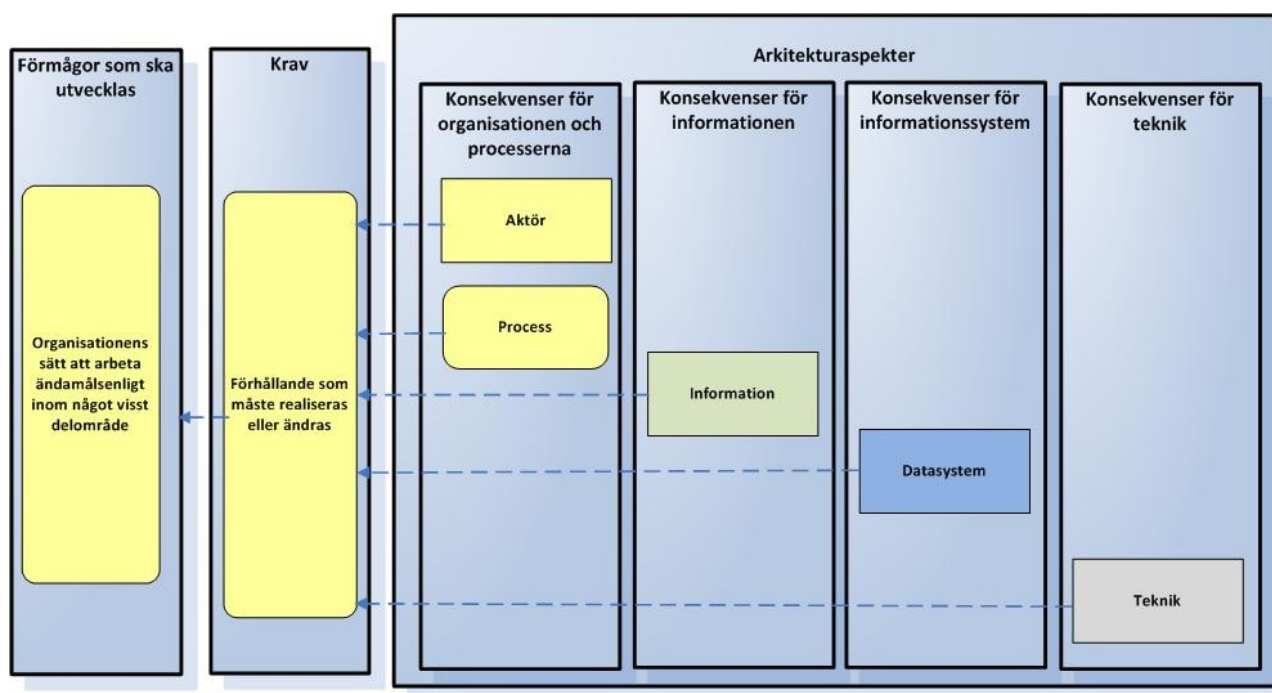 Förmågor som ska
utvecklas
Organisationens
sätt att arbeta
ändamålsenligt
inom något visst
delområde
Krav
Förhållande som
måste realiseras
eller ändras
Arkitekturaspekter
Konsekvenser för
organisationen och
processerna
Aktör
Process
Konsekvenser för
informationen
Information
Konsekvenser för
informationssystem
Datasystem
Konsekvenser för
teknik
Teknik